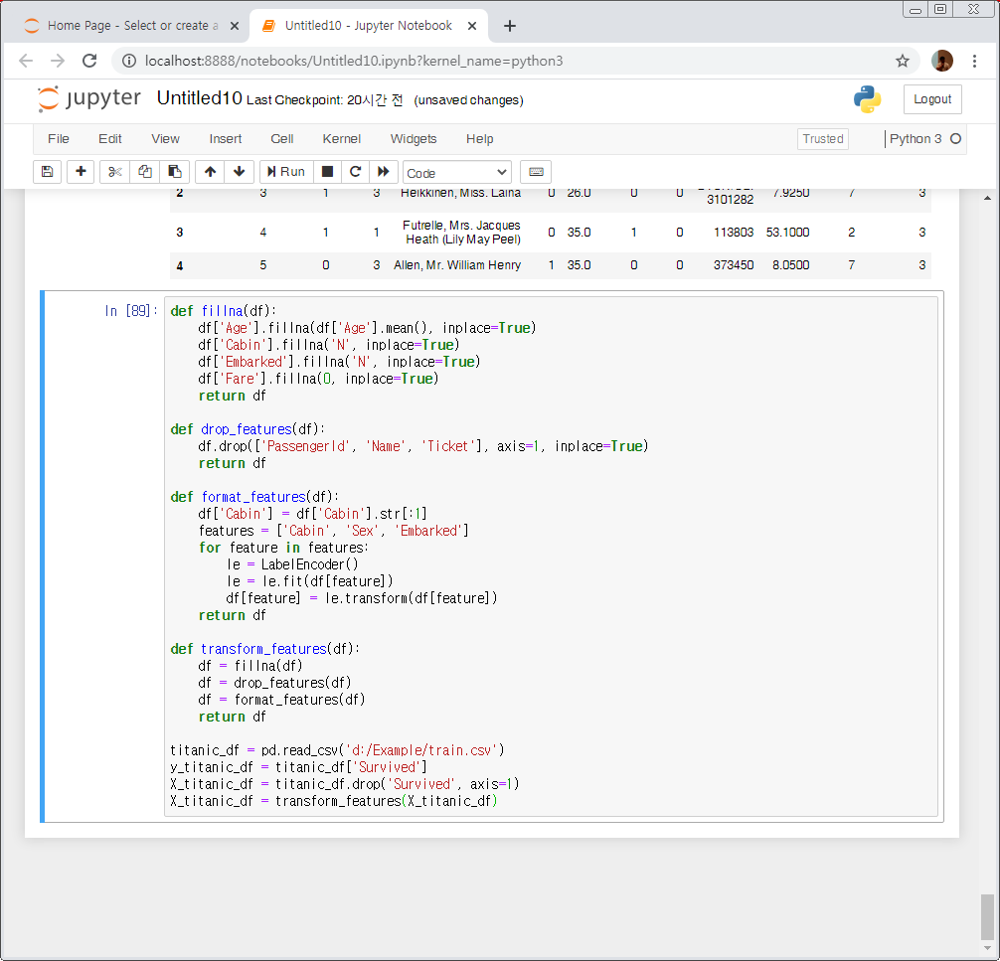 Home Page - Select or create a
Untitled10 - Jupyter Notebook
localhost:8888/notebooks/Untitled10.ipynb?kernel_name=python3
jupyter Untitled10 Last Checkpoint: 20시간 전 (unsaved changes)
Logout
File Edit View Insert Cell Kernel Widgets Help Trusted Python 3
Run Code
2 3 1 3 Heikkinen, Miss. Laina 0 26.0 0 0 3101282 7.9250 7 3
3 4 1 1 Futrelle, Mrs. Jacques Heath (Lily May Peel) 0 35.0 1 0 113803 53.1000 2 3
4 5 0 3 Allen, Mr. William Henry 1 35.0 0 0 373450 8.0500 7 3
In [89]: def fillna(df):
    df['Age'].fillna(df['Age'].mean(), inplace=True)
    df['Cabin'].fillna('N', inplace=True)
    df['Embarked'].fillna('N', inplace=True)
    df['Fare'].fillna(0, inplace=True)
    return df
def drop_features(df):
    df.drop(['PassengerId', 'Name', 'Ticket'], axis=1, inplace=True)
    return df
def format_features(df):
    df['Cabin'] = df['Cabin'].str[:1]
    features = ['Cabin', 'Sex', 'Embarked']
    for feature in features:
        le = LabelEncoder()
        le = le.fit(df[feature])
        df[feature] = le.transform(df[feature])
    return df
def transform_features(df):
    df = fillna(df)
    df = drop_features(df)
    df = format_features(df)
    return df
titanic_df = pd.read_csv('d:/Example/train.csv')
y_titanic_df = titanic_df['Survived']
X_titanic_df = titanic_df.drop('Survived', axis=1)
X_titanic_df = transform_features(X_titanic_df)